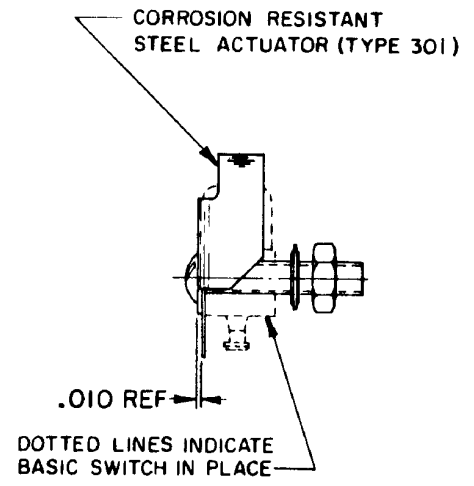 CORROSION RESISTANT
STEEL ACTUATOR (TYPE 301)
.010 REF
DOTTED LINES INDICATE
BASIC SWITCH IN PLACE